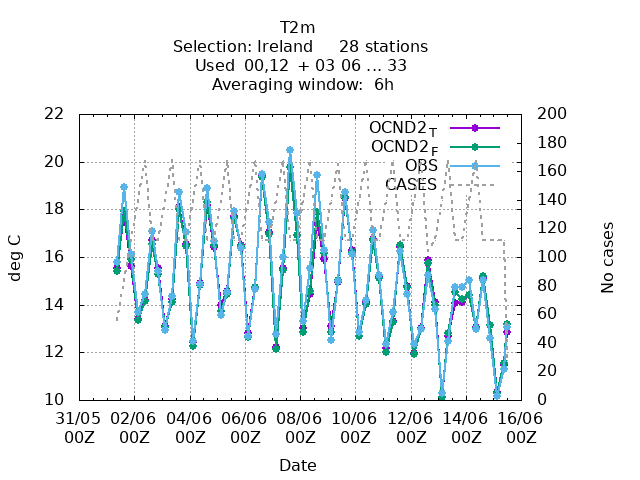 T2m
Selection: Ireland 28 stations
Used 00,12 + 03 06 ... 33
Averaging window: 6h
22 200
OCND2 T 180
OCND2 F
20 OBS 160
CASES
140
18
120
16 100
80
14
60
40
12
20
10 0
deg C
No cases
31/05 02/06 04/06 06/06 08/06 10/06 12/06 14/06 16/06
00Z 00Z 00Z 00Z 00Z 00Z 00Z 00Z 00Z
Date